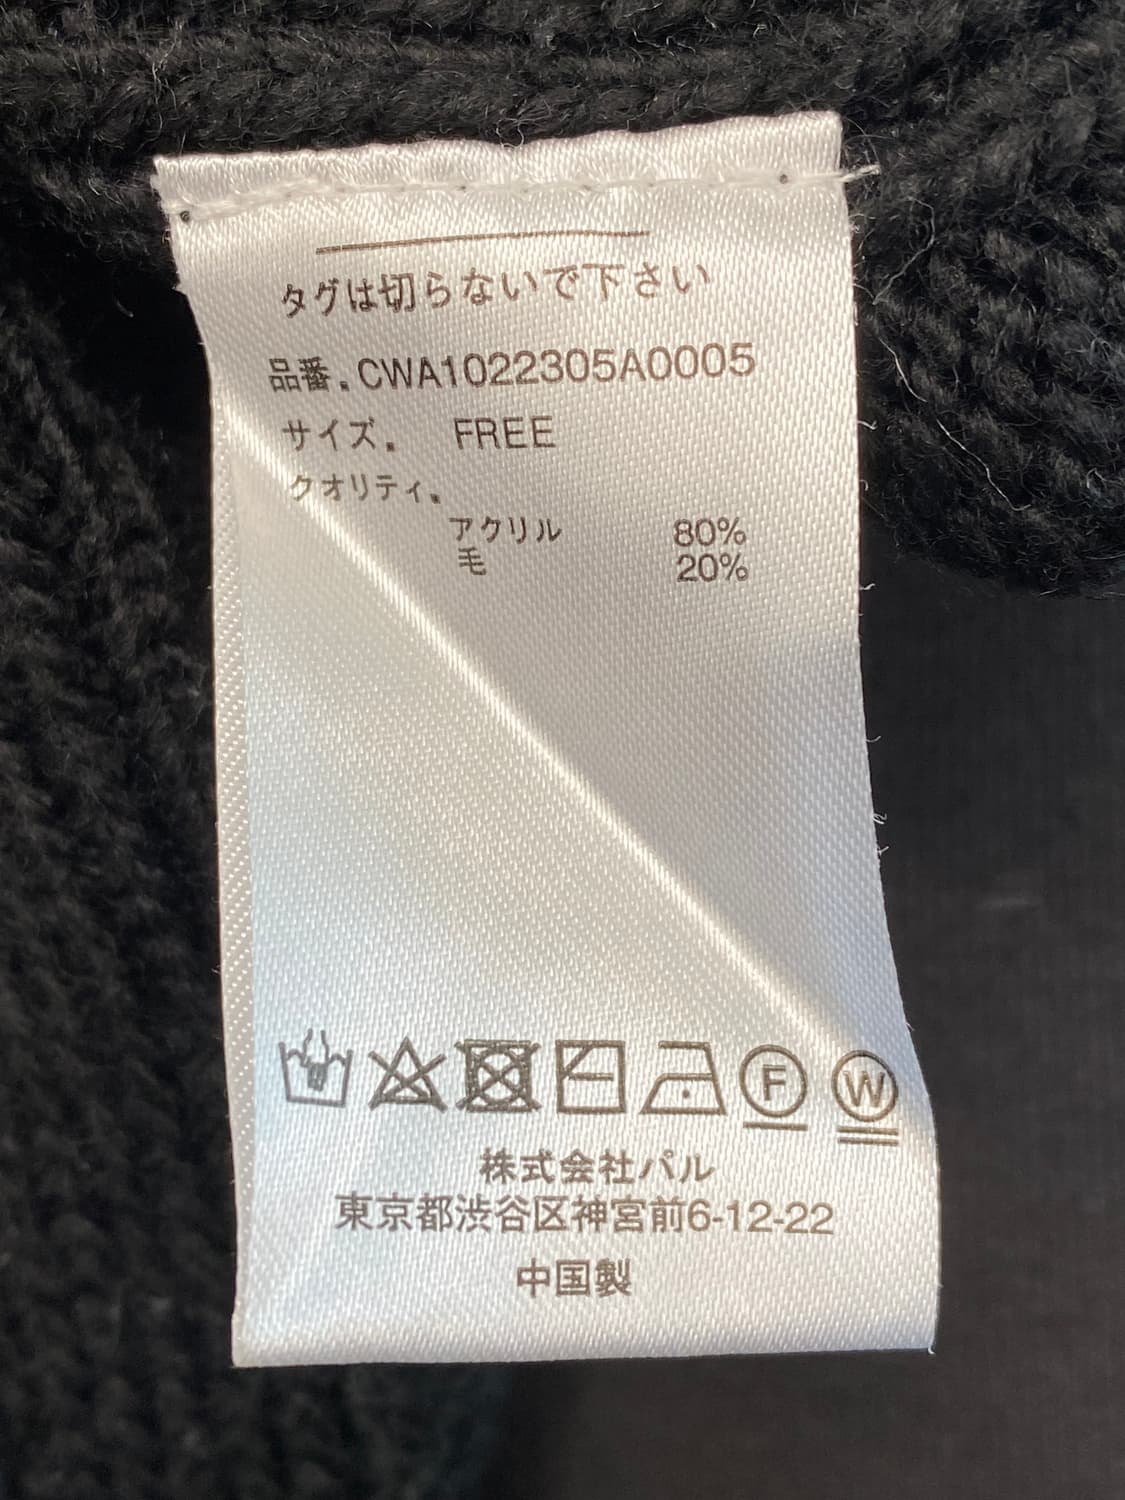 タグは切らないで下さい
品番.CWA1022305A0005
サイズ. FREE
クオリティ.
アクリル 80%
毛 20%
F W
株式会社パル
東京都渋谷区神宮前6-12-22
中国製